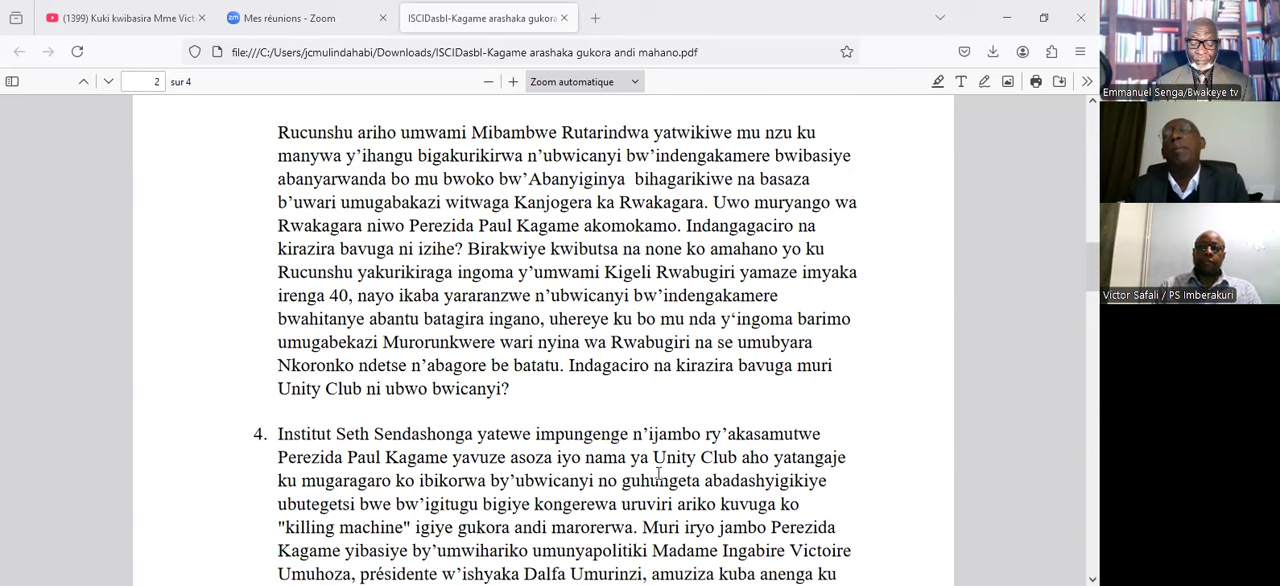 (1399) Kuki kwibasira Mme Vict
Mes réunions - Zoom
ISCIDasbl-Kagame arashaka gukora
file:///C:/Users/jcmulindahabi/Downloads/ISCIDasbl-Kagame arashaka gukora andi mahano.pdf
2 sur 4
Zoom automatique
Rucunshu ariho umwami Mibambwe Rutarindwa yatwikiwe mu nzu ku
manywa y’ihangu bigakurikirwa n’ubwicanyi bw’indengakamere bwibasiye
abanyarwanda bo mu bwoko bw’Abanyiginya bihagarikiwe na basaza
b’uwari umugabakazi witwaga Kanjogera ka Rwakagara. Uwo muryango wa
Rwakagara niwo Perezida Paul Kagame akomokamo. Indangagaciro na
kirazira bavuga ni izihe? Birakwiye kwibutsa na none ko amahano yo ku
Rucunshu yakurikiraga ingoma y’umwami Kigeli Rwabugiri yamaze imyaka
irenga 40, nayo ikaba yararanzwe n’ubwicanyi bw’indengakamere
bwahitanye abantu batagira ingano, uhereye ku bo mu nda y‘ingoma barimo
umugabekazi Murorunkwere wari nyina wa Rwabugiri na se umubyara
Nkoronko ndetse n’abagore be batatu. Indagaciro na kirazira bavuga muri
Unity Club ni ubwo bwicanyi?
4. Institut Seth Sendashonga yatewe impungenge n’ijambo ry’akasamutwe
Perezida Paul Kagame yavuze asoza iyo nama ya Unity Club aho yatangaje
ku mugaragaro ko ibikorwa by’ubwicanyi no guhungeta abadashyigikiye
ubutegetsi bwe bw’igitugu bigiye kongerewa uruviri ariko kuvuga ko
"killing machine" igiye gukora andi marorerwa. Muri iryo jambo Perezida
Kagame yibasiye by’umwihariko umunyapolitiki Madame Ingabire Victoire
Umuhoza, présidente w’ishyaka Dalfa Umurinzi, amuziza kuba anenga ku
Emmanuel Senga/Bwakeye tv
Victor Safali / PS Imberakuri